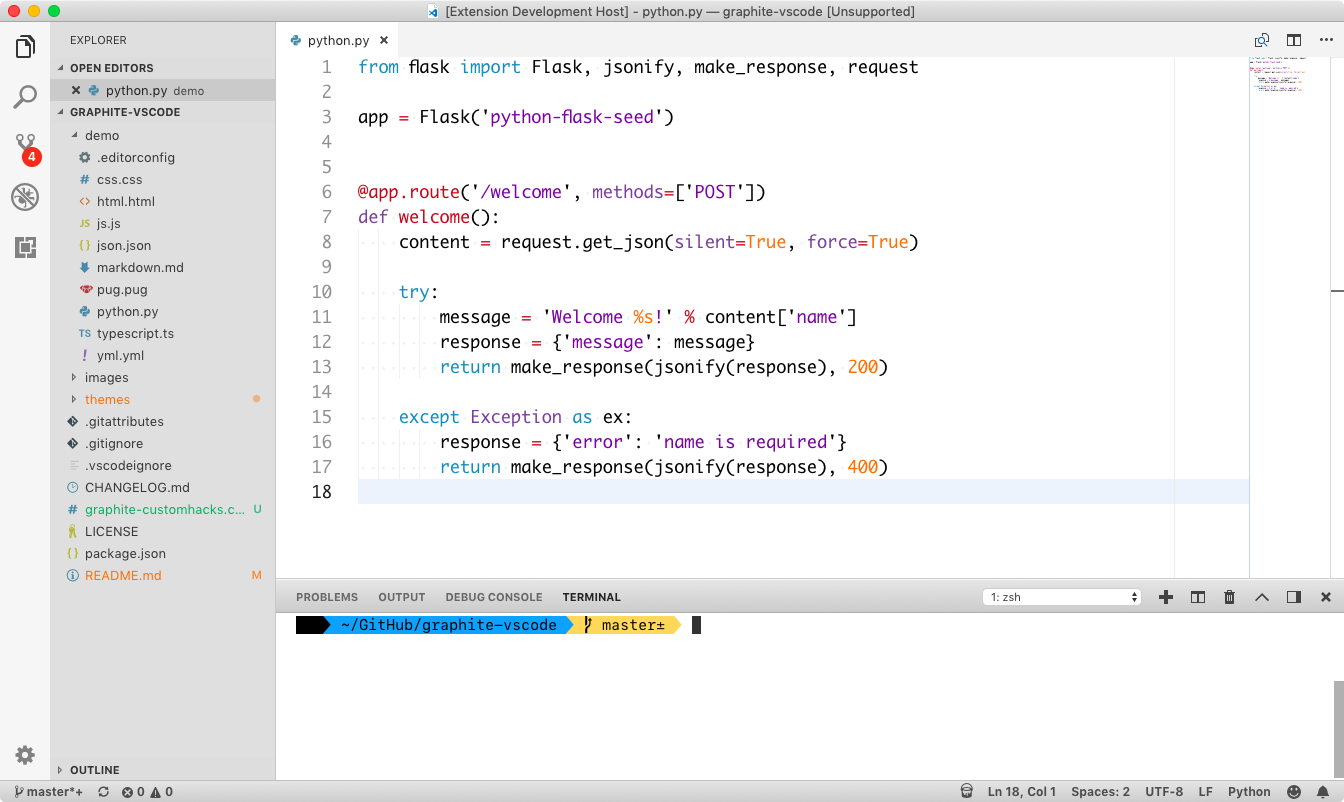 [Extension Development Host] - python.py — graphite-vscode [Unsupported]
EXPLORER
OPEN EDITORS
python.py demo
GRAPHITE-VSCODE
demo
.editorconfig
# css.css
<> html.html
JS js.js
{} json.json
markdown.md
pug.pug
python.py
TS typescript.ts
! yml.yml
images
themes
.gitattributes
.gitignore
.vscodeignore
CHANGELOG.md
# graphite-customhacks.c... U
LICENSE
{} package.json
README.md M
OUTLINE
4
python.py
1 from flask import Flask, jsonify, make_response, request
2
3 app = Flask('python-flask-seed')
4
5
6 @app.route('/welcome', methods=['POST'])
7 def welcome():
8     content = request.get_json(silent=True, force=True)
9
10     try:
11         message = 'Welcome %s!' % content['name']
12         response = {'message': message}
13         return make_response(jsonify(response), 200)
14
15     except Exception as ex:
16         response = {'error': 'name is required'}
17         return make_response(jsonify(response), 400)
18
PROBLEMS OUTPUT DEBUG CONSOLE TERMINAL 1: zsh
~/GitHub/graphite-vscode master±
master*+ 0 0 Ln 18, Col 1 Spaces: 2 UTF-8 LF Python